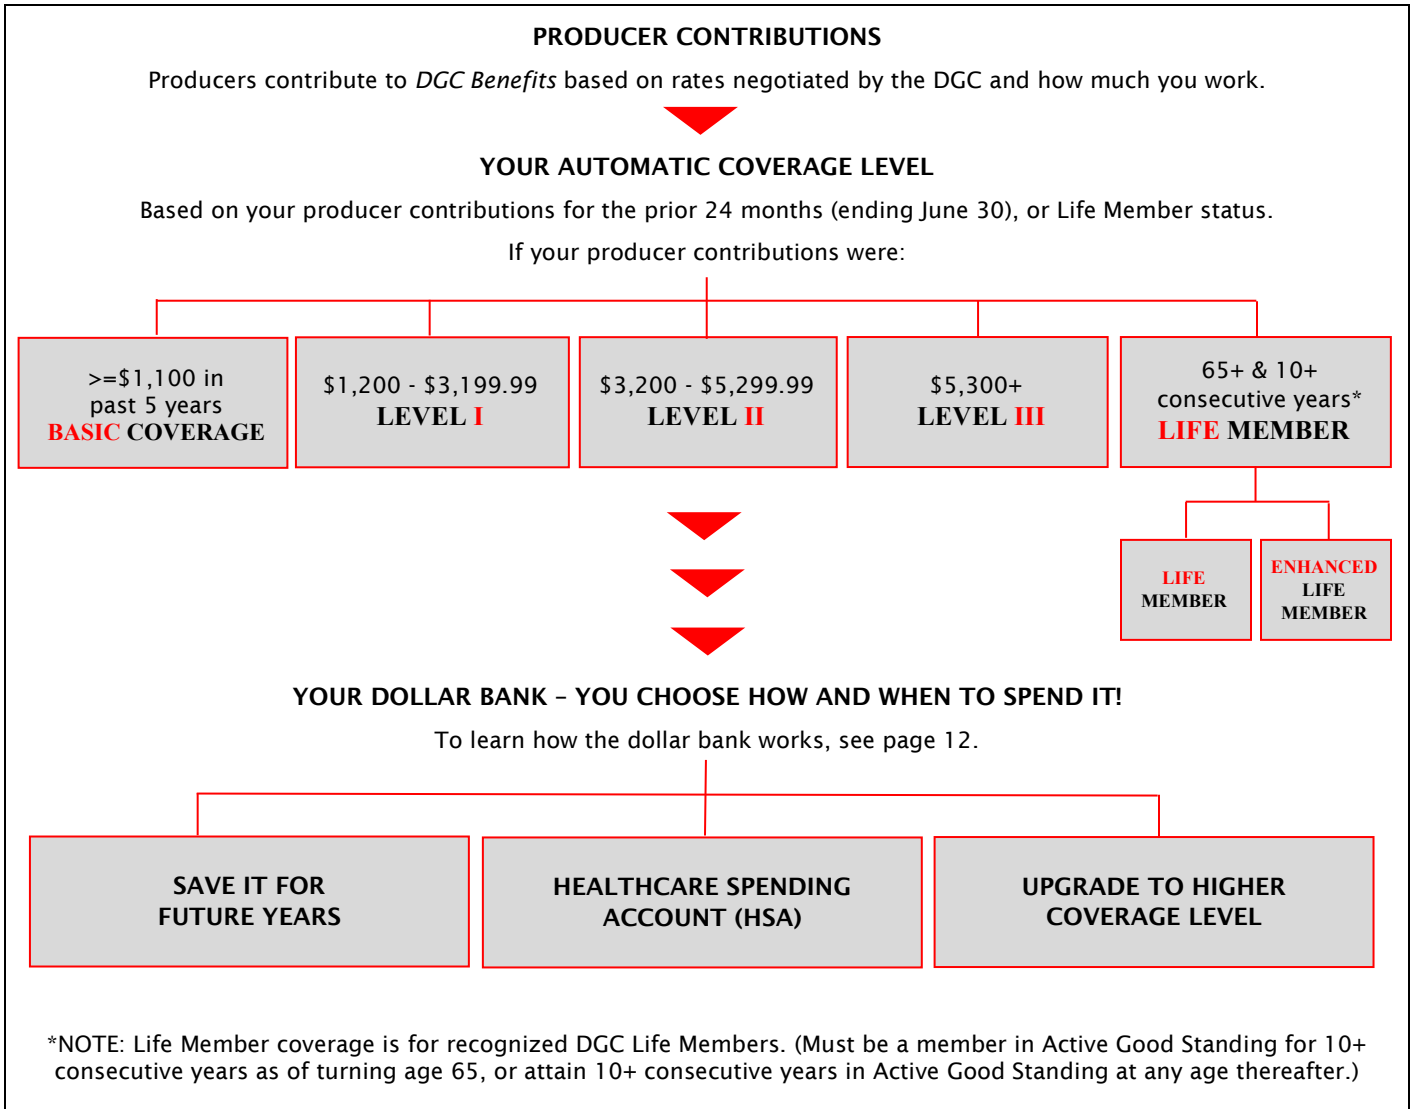 PRODUCER CONTRIBUTIONS
Producers contribute to DGC Benefits based on rates negotiated by the DGC and how much you work.
YOUR AUTOMATIC COVERAGE LEVEL
Based on your producer contributions for the prior 24 months (ending June 30), or Life Member status.
If your producer contributions were:
>=$1,100 in
past 5 years
BASIC COVERAGE
$1,200 - $3,199.99
LEVEL I
$3,200 - $5,299.99
LEVEL II
$5,300+
LEVEL III
65+ & 10+
consecutive years*
LIFE MEMBER
LIFE
MEMBER
ENHANCED
LIFE
MEMBER
YOUR DOLLAR BANK – YOU CHOOSE HOW AND WHEN TO SPEND IT!
To learn how the dollar bank works, see page 12.
SAVE IT FOR
FUTURE YEARS
HEALTHCARE SPENDING
ACCOUNT (HSA)
UPGRADE TO HIGHER
COVERAGE LEVEL
*NOTE: Life Member coverage is for recognized DGC Life Members. (Must be a member in Active Good Standing for 10+
consecutive years as of turning age 65, or attain 10+ consecutive years in Active Good Standing at any age thereafter.)